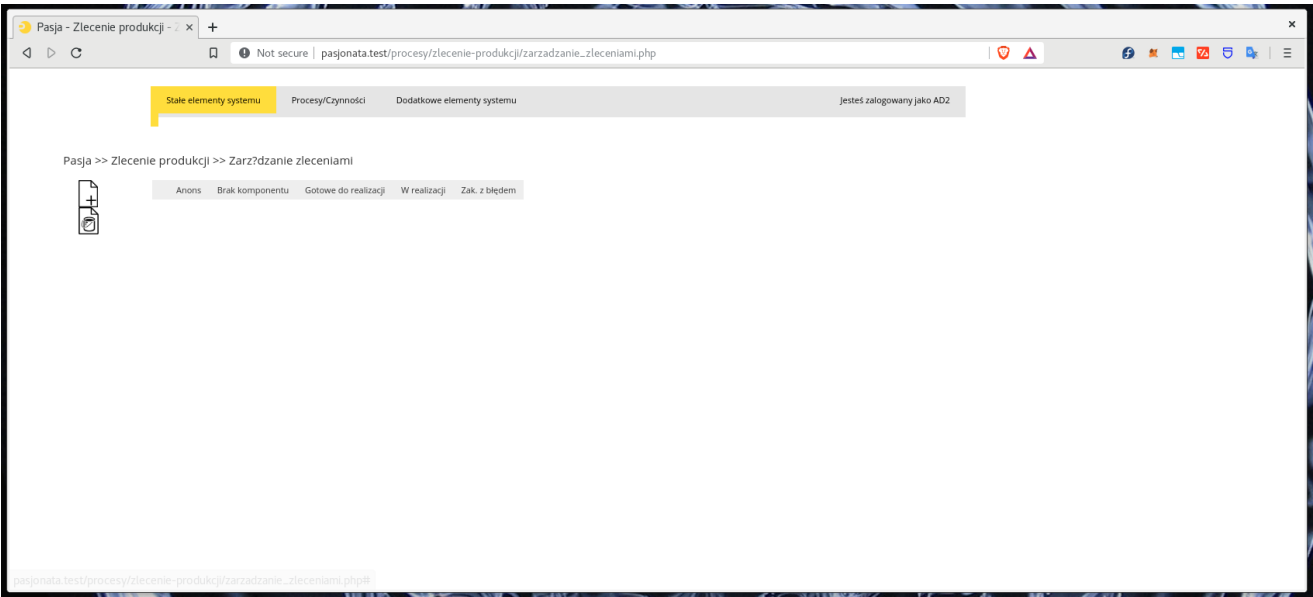 Pasja - Zlecenie produkcji - Z
Not secure | pasjonata.test/procesy/zlecenie-produkcji/zarzadzanie_zleceniami.php
Stałe elementy systemu Procesy/Czynności Dodatkowe elementy systemu Jesteś zalogowany jako AD2
Pasja >> Zlecenie produkcji >> Zarz?dzanie zleceniami
Anons Brak komponentu Gotowe do realizacji W realizacji Zak. z błędem
pasjonata.test/procesy/zlecenie-produkcji/zarzadzanie_zleceniami.php#